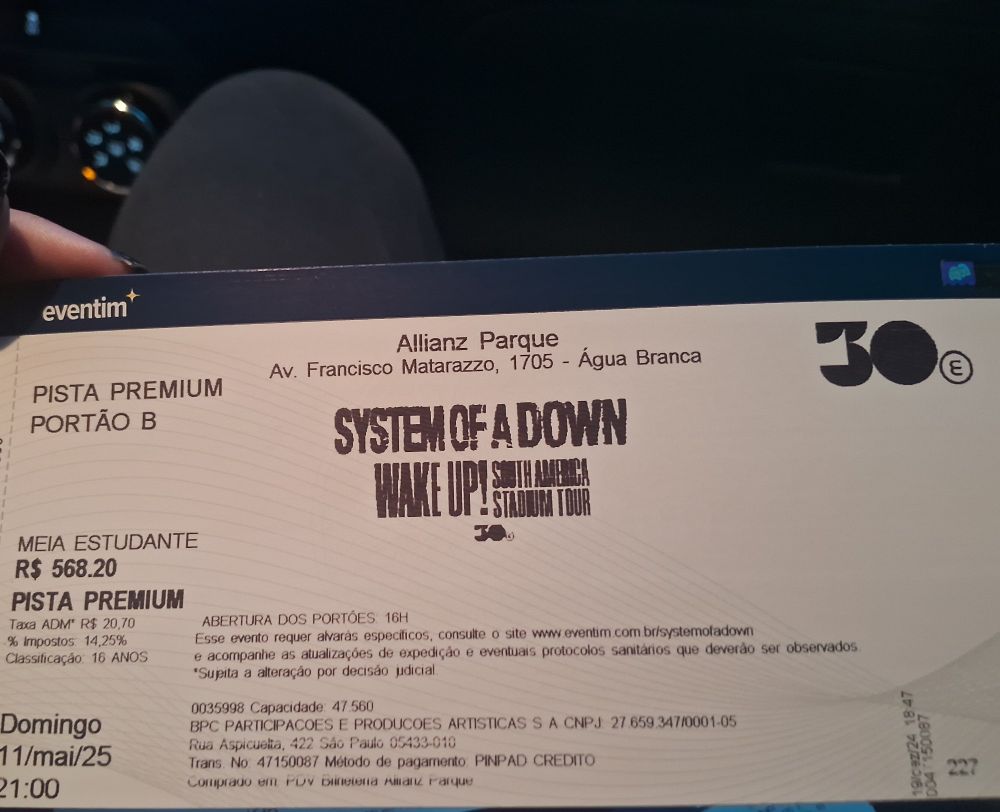 eventim
Allianz Parque
Av. Francisco Matarazzo, 1705 - Água Branca
30
PISTA PREMIUM
PORTÃO B
SYSTEM OF A DOWN
WAKE UP! SOUTH AMERICA
STADIUM TOUR
30
MEIA ESTUDANTE
R$ 568.20
PISTA PREMIUM
Taxa ADM* R$ 20,70
% Impostos: 14,25%
Classificação: 16 ANOS
ABERTURA DOS PORTÕES: 16H
Esse evento requer alvarás específicos, consulte o site www.eventim.com.br/systemofadown
e acompanhe as atualizações de expedição e eventuais protocolos sanitários que deverão ser observados.
*Sujeita a alteração por decisão judicial.
Domingo
11/mai/25
21:00
0035998 Capacidade: 47.560
BPC PARTICIPACOES E PRODUCOES ARTISTICAS S A CNPJ: 27.659.347/0001-05
Rua Aspicuelta, 422 São Paulo 05433-010
Trans. No: 47150087 Método de pagamento: PINPAD CREDITO
Comprado em: PDV Bilheteria Allianz Parque
19/dez/24 18:47
004 150087